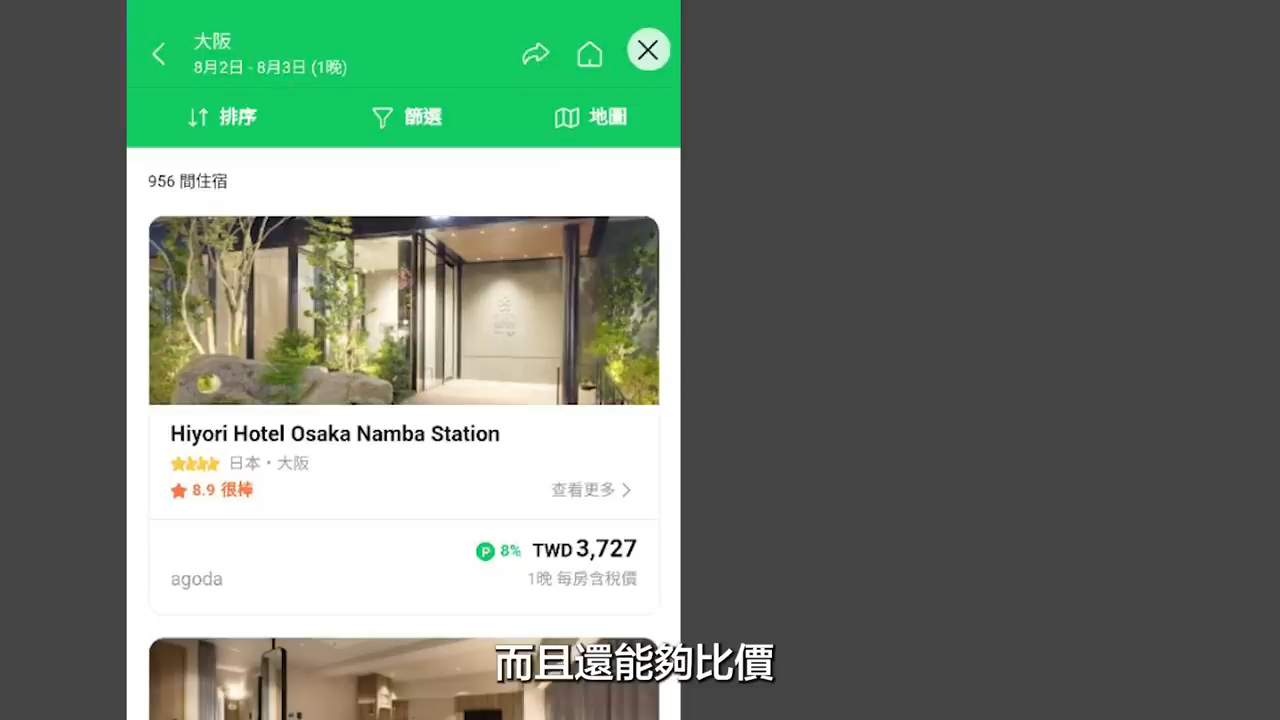 大阪
8月2日 - 8月3日 (1晚)
排序
篩選
地圖
956 間住宿
Hiyori Hotel Osaka Namba Station
日本・大阪
8.9 很棒
查看更多
P 8% TWD 3,727
agoda
1晚 每房含稅價
而且還能夠比價